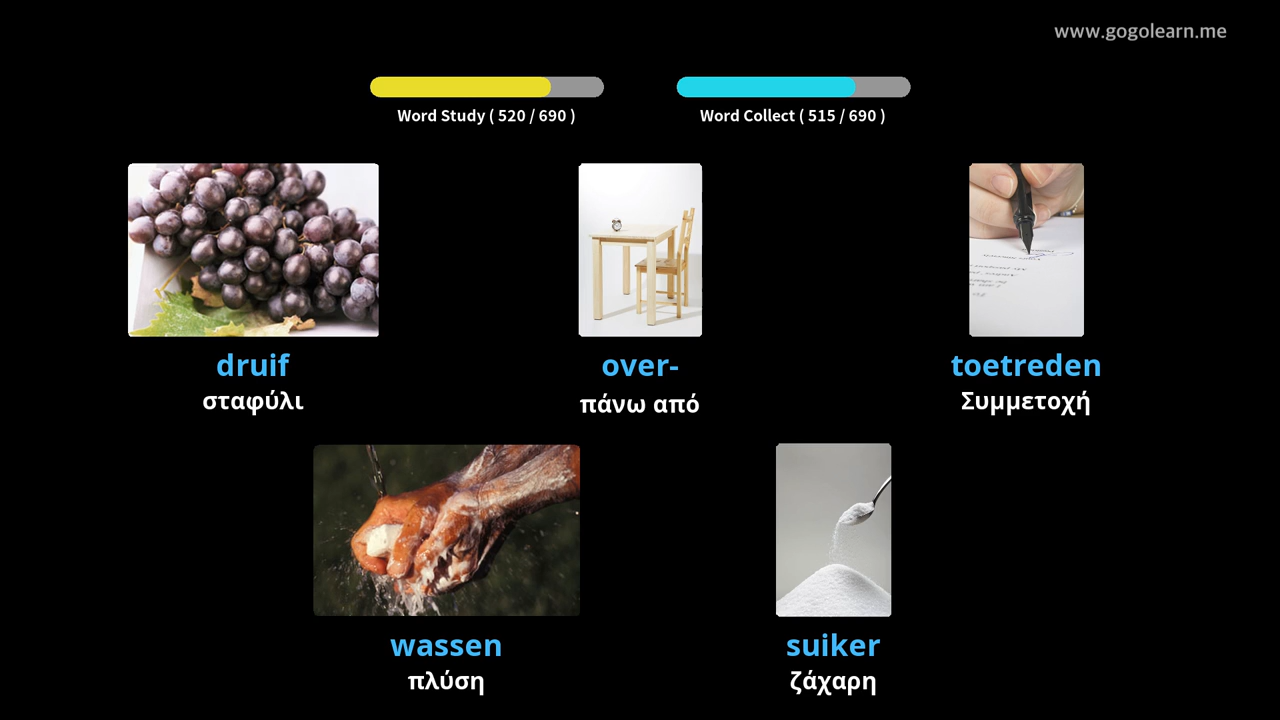 www.gogolearn.me
Word Study ( 520 / 690 )
Word Collect ( 515 / 690 )
druif
σταφύλι
over-
πάνω από
toetreden
Συμμετοχή
wassen
πλύση
suiker
ζάχαρη